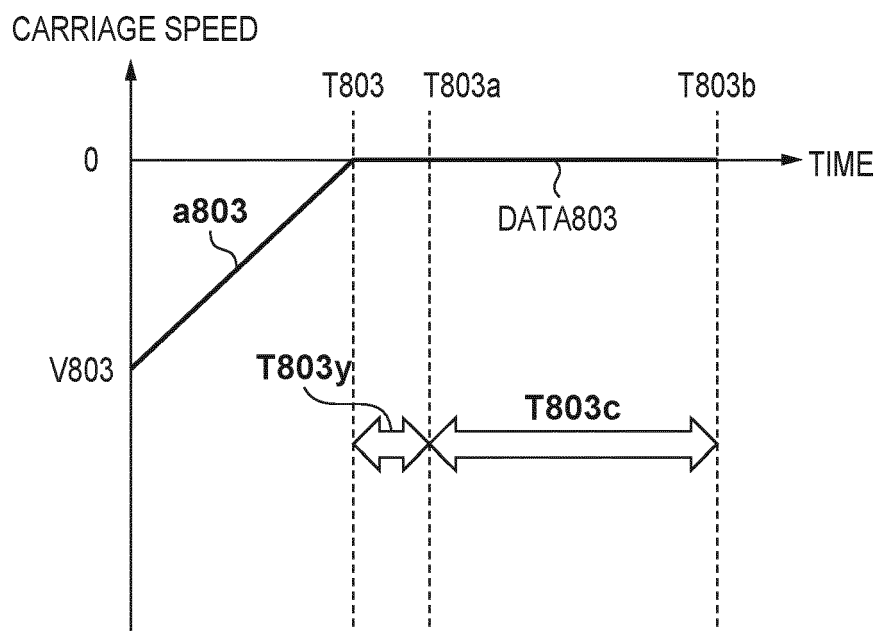 CARRIAGE SPEED
T803
T803a
T803b
0
TIME
a803
DATA803
V803
T803y
T803c